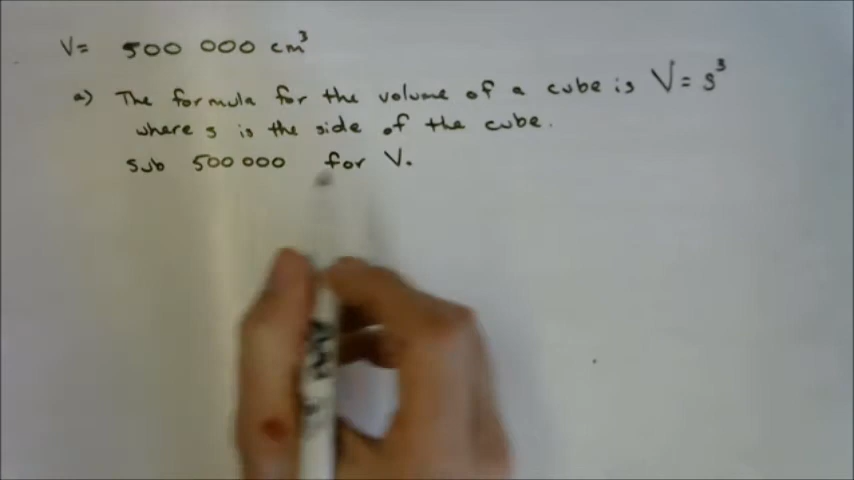 V= 500 000 cm³
a) The formula for the volume of a cube is V = s³
where s is the side of the cube.
sub 500 000 for V.